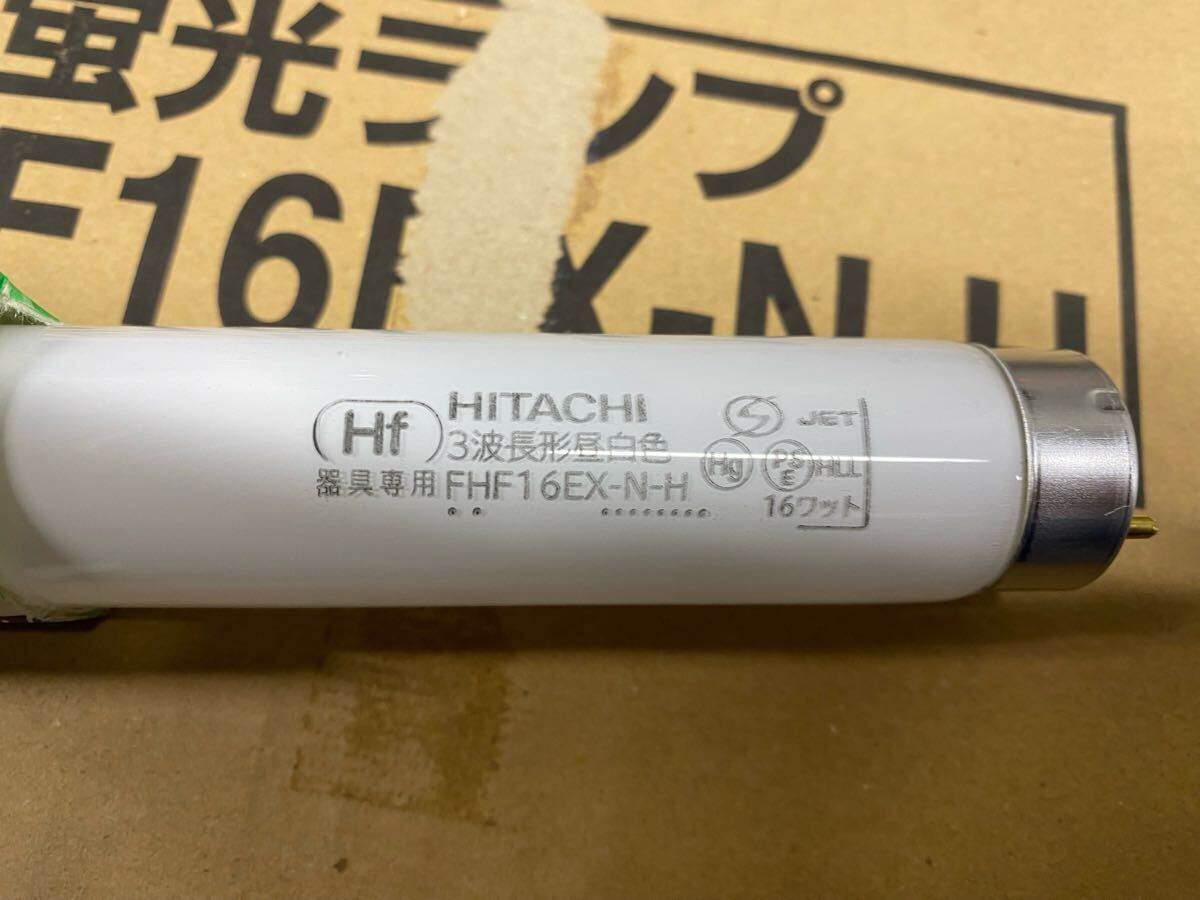 蛍光ランプ
F16EX-N-H
Hf
器具専用
HITACHI
3波長形昼白色
FHF16EX-N-H
JET
Hg PSE HLL
16ワット